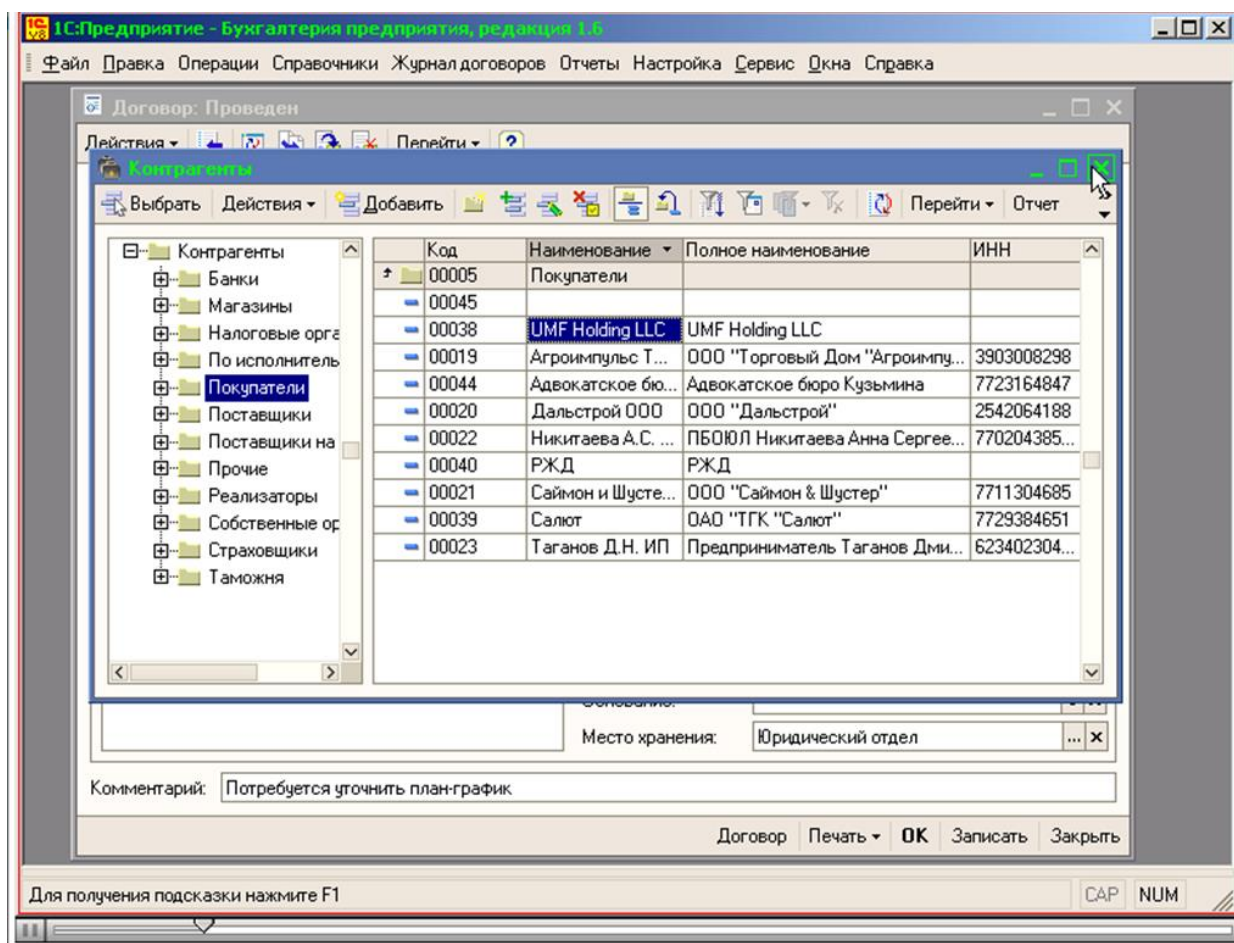 1С:Предприятие - Бухгалтерия предприятия, редакция 1.6
Файл Правка Операции Справочники Журнал договоров Отчеты Настройка Сервис Окна Справка
Договор: Проведен
Действия Перейти
Контрагенты
Выбрать Действия Добавить Перейти Отчет
Контрагенты
Банки
Магазины
Налоговые орга
По исполнитель
Покупатели
Поставщики
Поставщики на
Прочие
Реализаторы
Собственные ор
Страховщики
Таможня
Код Наименование Полное наименование ИНН
00005 Покупатели
00045
00038 UMF Holding LLC UMF Holding LLC
00019 Агроимпульс Т... ООО "Торговый Дом "Агроимпу... 3903008298
00044 Адвокатское бю... Адвокатское бюро Кузьмина 7723164847
00020 Дальстрой ООО ООО "Дальстрой" 2542064188
00022 Никитаева А.С. ... ПБОЮЛ Никитаева Анна Сергее... 770204385...
00040 РЖД РЖД
00021 Саймон и Шусте... ООО "Саймон & Шустер" 7711304685
00039 Салют ОАО "ТГК "Салют" 7729384651
00023 Таганов Д.Н. ИП Предприниматель Таганов Дми... 623402304...
Место хранения: Юридический отдел
Комментарий: Потребуется уточнить план-график
Договор Печать ОК Записать Закрыть
Для получения подсказки нажмите F1 CAP NUM